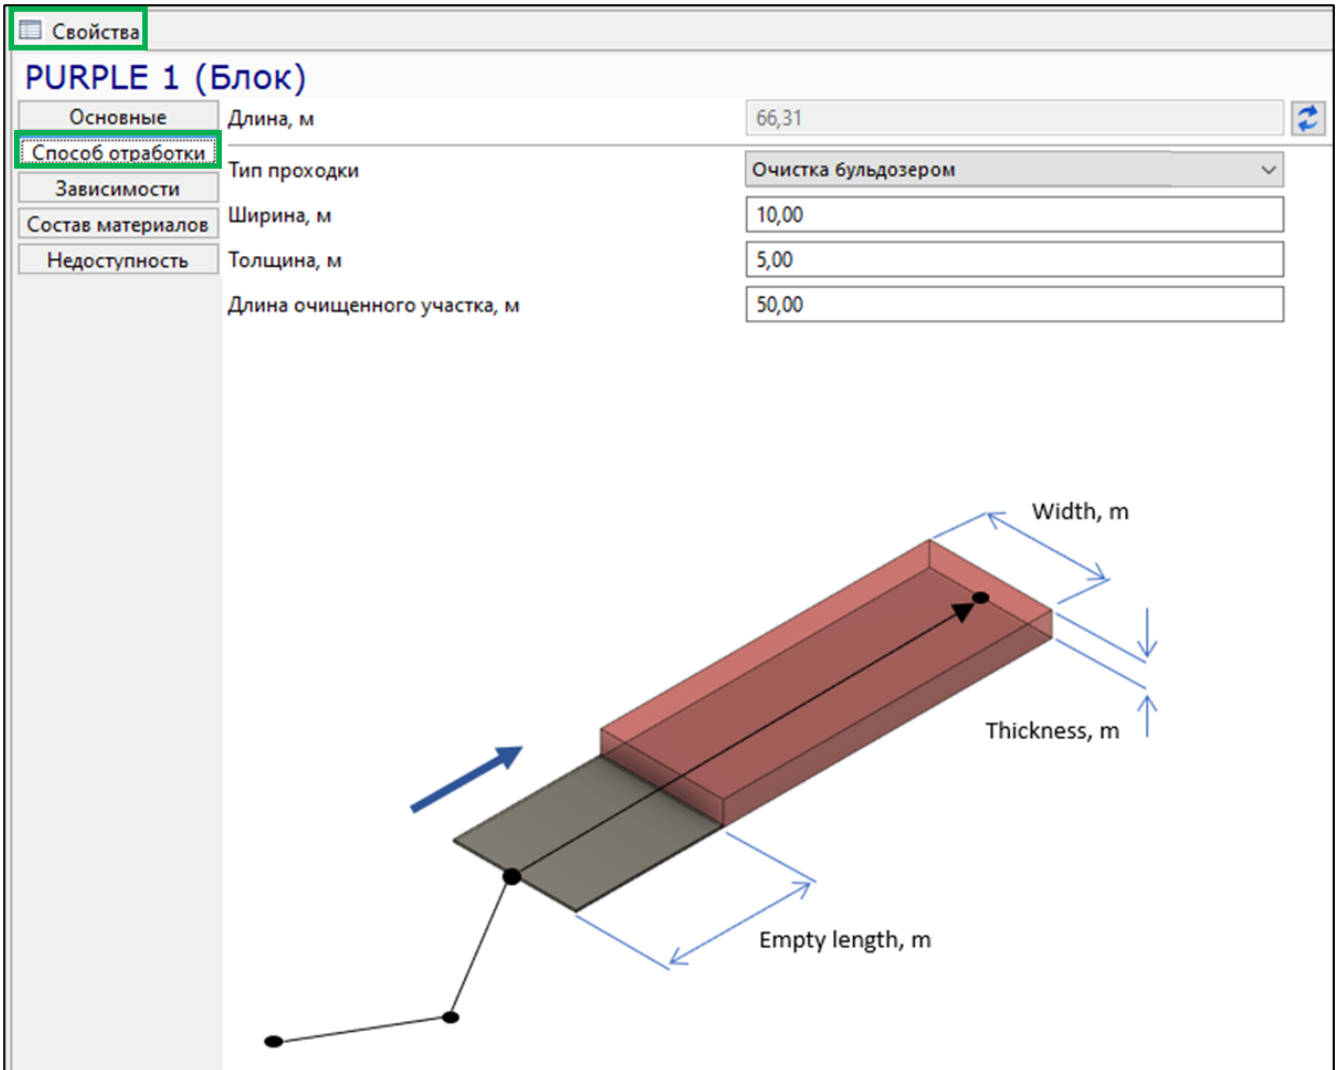 Свойства
PURPLE 1 (Блок)
Основные
Способ отработки
Зависимости
Состав материалов
Недоступность
Длина, м 66,31
Тип проходки Очистка бульдозером
Ширина, м 10,00
Толщина, м 5,00
Длина очищенного участка, м 50,00
Width, m
Thickness, m
Empty length, m